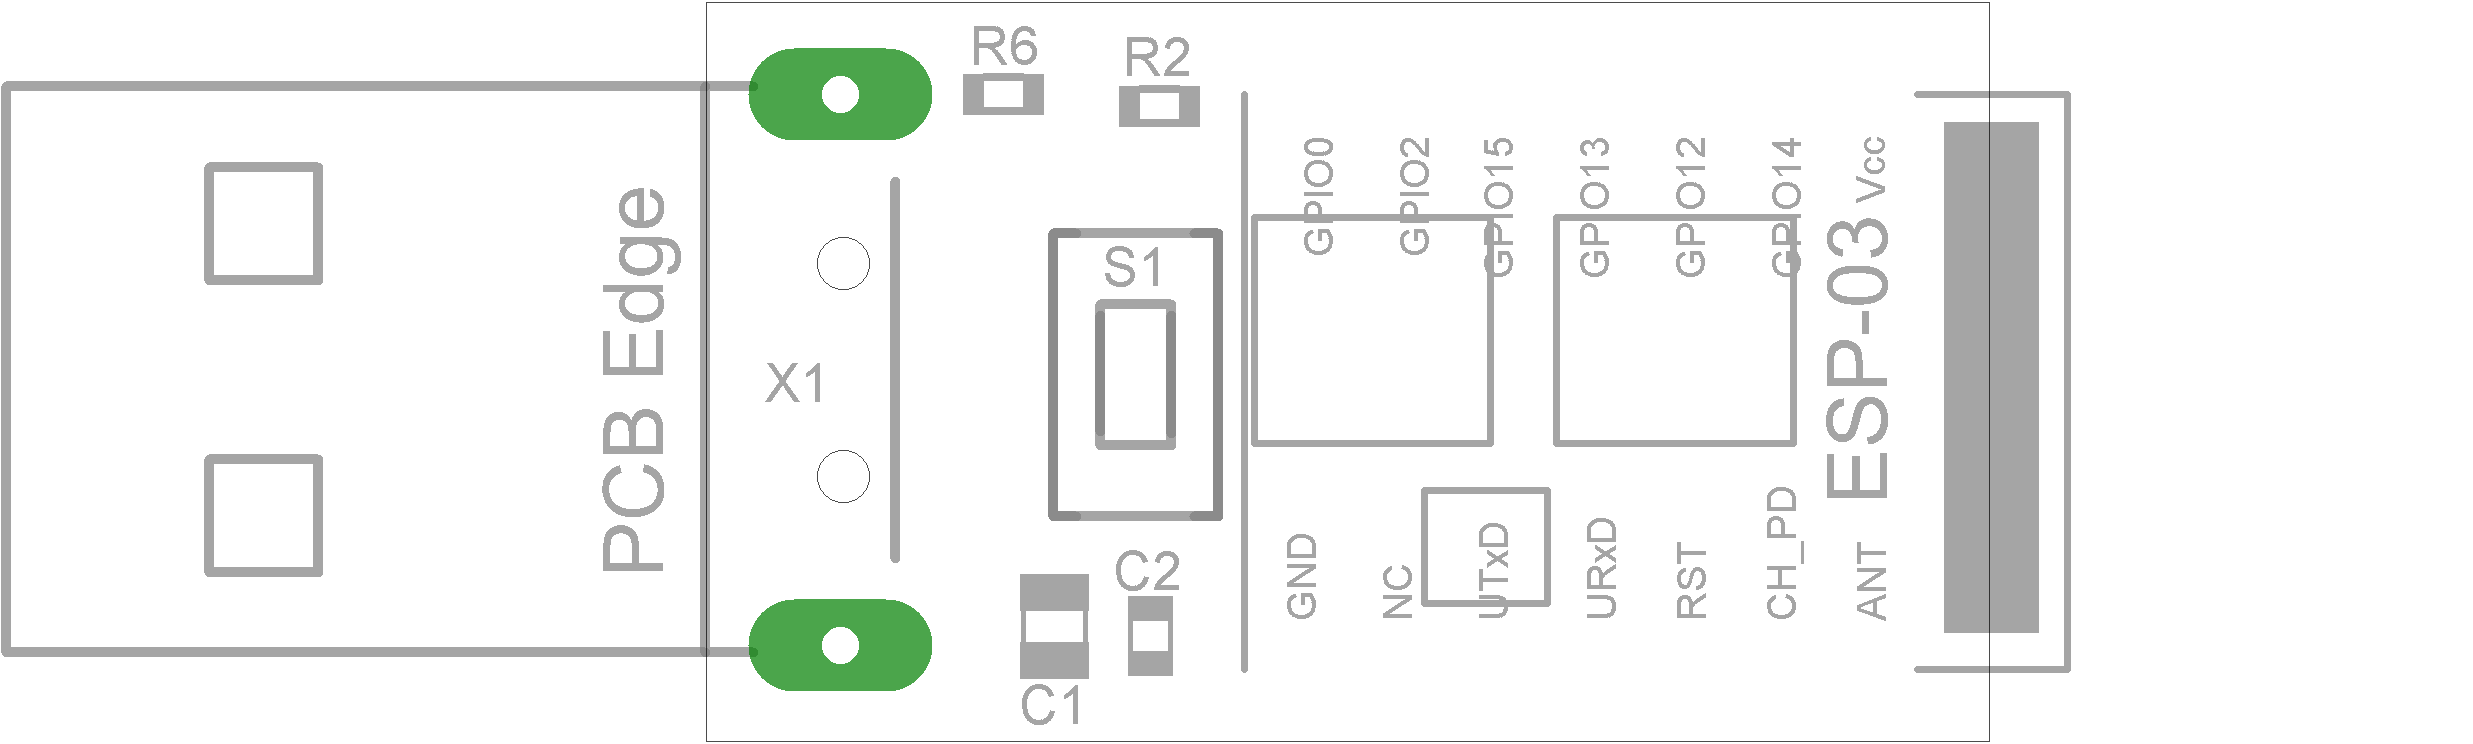 R6
R2
GPIO0
GPIO2
GPIO15
GPIO13
GPIO12
GPIO14
Vcc
PCB Edge
S1
X1
ESP-03
C2
C1
GND
NC
UTxD
URxD
RST
CH_PD
ANT